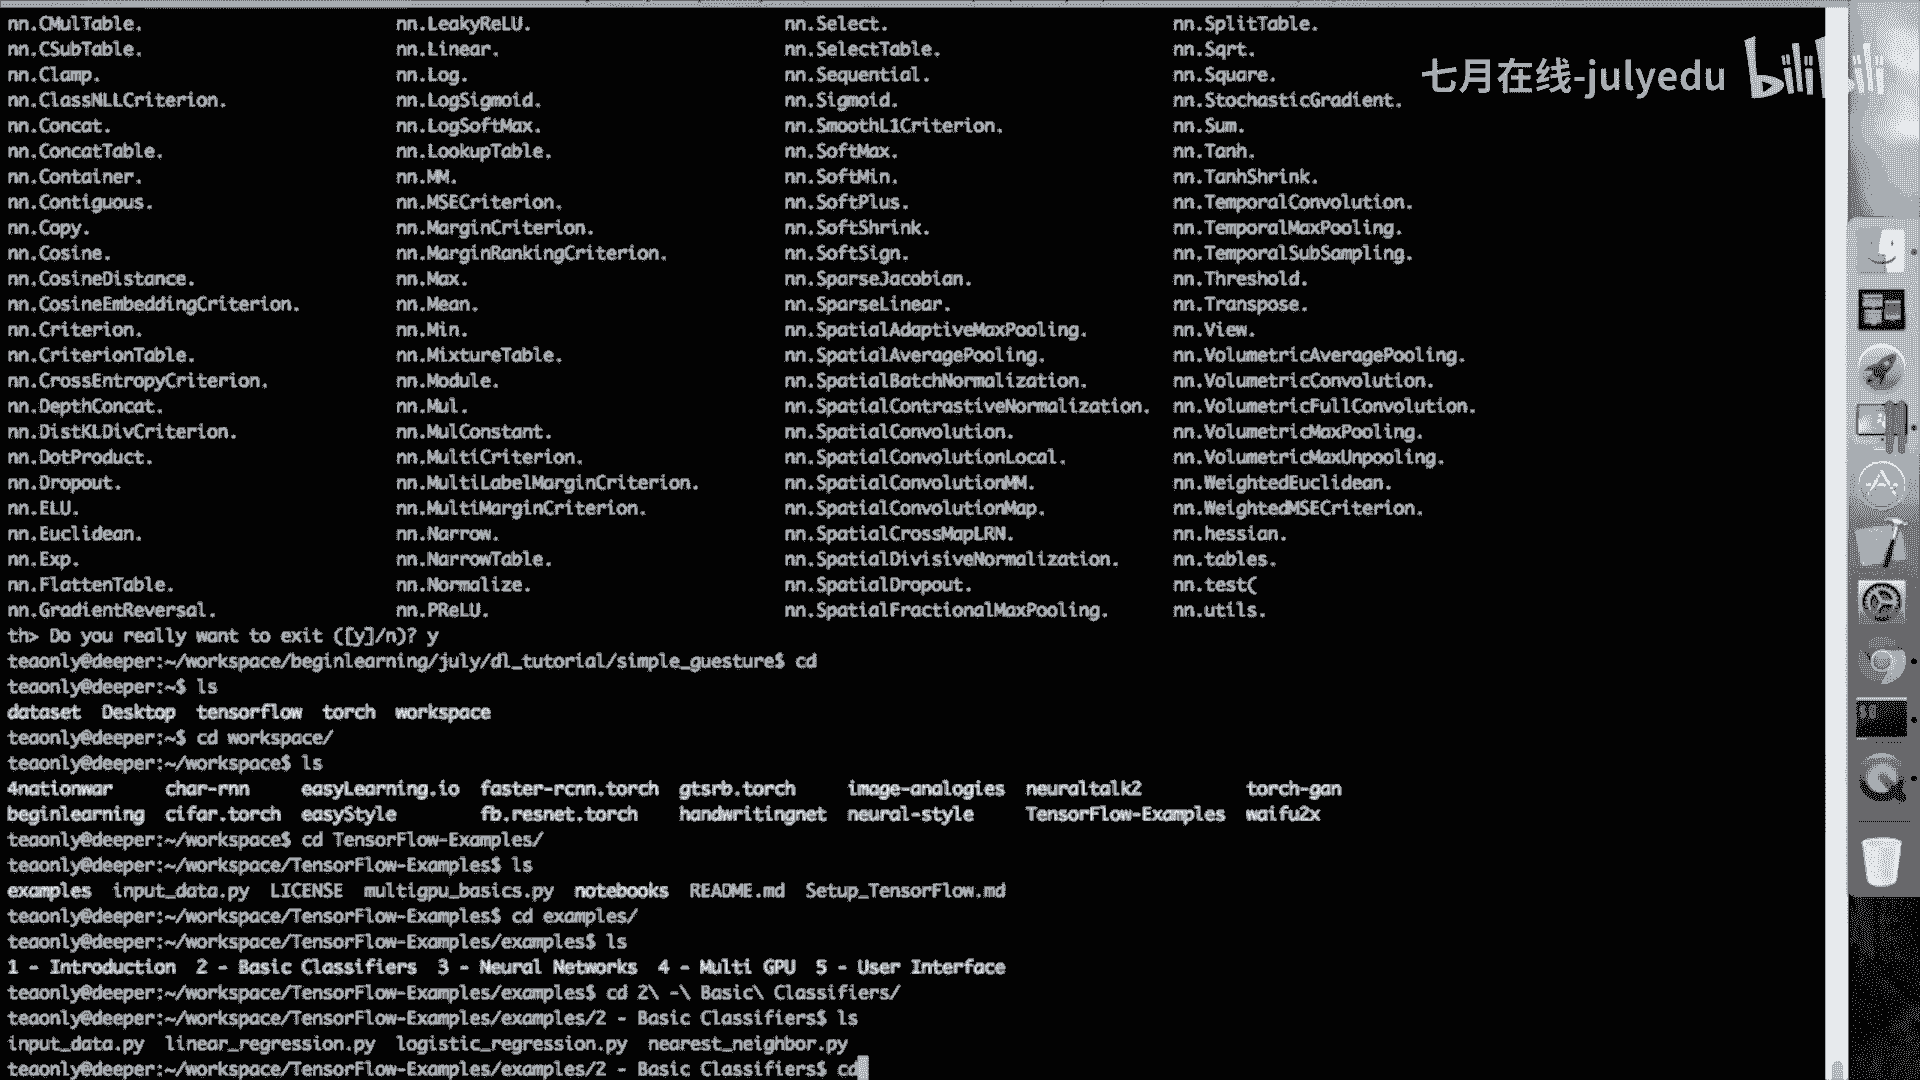 nn.CMulTable. nn.LeakyReLU. nn.Select. nn.SplitTable.
nn.CSubTable. nn.Linear. nn.SelectTable. nn.Sqrt.
七月在线-julyedu bilibili
nn.Clamp. nn.Log. nn.Sequential. nn.Square.
nn.ClassNLLCriterion. nn.LogSigmoid. nn.Sigmoid. nn.StochasticGradient.
nn.Concat. nn.LogSoftMax. nn.SmoothL1Criterion. nn.Sum.
nn.ConcatTable. nn.LookupTable. nn.SoftMax. nn.Tanh.
nn.Container. nn.MM. nn.SoftMin. nn.TanhShrink.
nn.Contiguous. nn.MSECriterion. nn.SoftPlus. nn.TemporalConvolution.
nn.Copy. nn.MarginCriterion. nn.SoftShrink. nn.TemporalMaxPooling.
nn.Cosine. nn.MarginRankingCriterion. nn.SoftSign. nn.TemporalSubSampling.
nn.CosineDistance. nn.Max. nn.SparseJacobian. nn.Threshold.
nn.CosineEmbeddingCriterion. nn.Mean. nn.SparseLinear. nn.Transpose.
nn.Criterion. nn.Min. nn.SpatialAdaptiveMaxPooling. nn.View.
nn.CriterionTable. nn.MixtureTable. nn.SpatialAveragePooling. nn.VolumetricAveragePooling.
nn.CrossEntropyCriterion. nn.Module. nn.SpatialBatchNormalization. nn.VolumetricConvolution.
nn.DepthConcat. nn.Mul. nn.SpatialContrastiveNormalization. nn.VolumetricFullConvolution.
nn.DistKLDivCriterion. nn.MulConstant. nn.SpatialConvolution. nn.VolumetricMaxPooling.
nn.DotProduct. nn.MultiCriterion. nn.SpatialConvolutionLocal. nn.VolumetricMaxUnpooling.
nn.Dropout. nn.MultiLabelMarginCriterion. nn.SpatialConvolutionMM. nn.WeightedEuclidean.
nn.ELU. nn.MultiMarginCriterion. nn.SpatialConvolutionMap. nn.WeightedMSECriterion.
nn.Euclidean. nn.Narrow. nn.SpatialCrossMapLRN. nn.hessian.
nn.Exp. nn.NarrowTable. nn.SpatialDivisiveNormalization. nn.tables.
nn.FlattenTable. nn.Normalize. nn.SpatialDropout. nn.test(
nn.GradientReversal. nn.PReLU. nn.SpatialFractionalMaxPooling. nn.utils.
th> Do you really want to exit ([y]/n)? y
teaonly@deeper:~/workspace/beginlearning/july/dl_tutorial/simple_guesture$ cd
teaonly@deeper:~$ ls
dataset Desktop tensorflow torch workspace
teaonly@deeper:~$ cd workspace/
teaonly@deeper:~/workspace$ ls
4nationwar char-rnn easyLearning.io faster-rcnn.torch gtsrb.torch image-analogies neuraltalk2 torch-gan
beginlearning cifar.torch easyStyle fb.resnet.torch handwritingnet neural-style TensorFlow-Examples waifu2x
teaonly@deeper:~/workspace$ cd TensorFlow-Examples/
teaonly@deeper:~/workspace/TensorFlow-Examples$ ls
examples input_data.py LICENSE multigpu_basics.py notebooks README.md Setup_TensorFlow.md
teaonly@deeper:~/workspace/TensorFlow-Examples$ cd examples/
teaonly@deeper:~/workspace/TensorFlow-Examples/examples$ ls
1 - Introduction 2 - Basic Classifiers 3 - Neural Networks 4 - Multi GPU 5 - User Interface
teaonly@deeper:~/workspace/TensorFlow-Examples/examples$ cd 2\ -\ Basic\ Classifiers/
teaonly@deeper:~/workspace/TensorFlow-Examples/examples/2 - Basic Classifiers$ ls
input_data.py linear_regression.py logistic_regression.py nearest_neighbor.py
teaonly@deeper:~/workspace/TensorFlow-Examples/examples/2 - Basic Classifiers$ cd